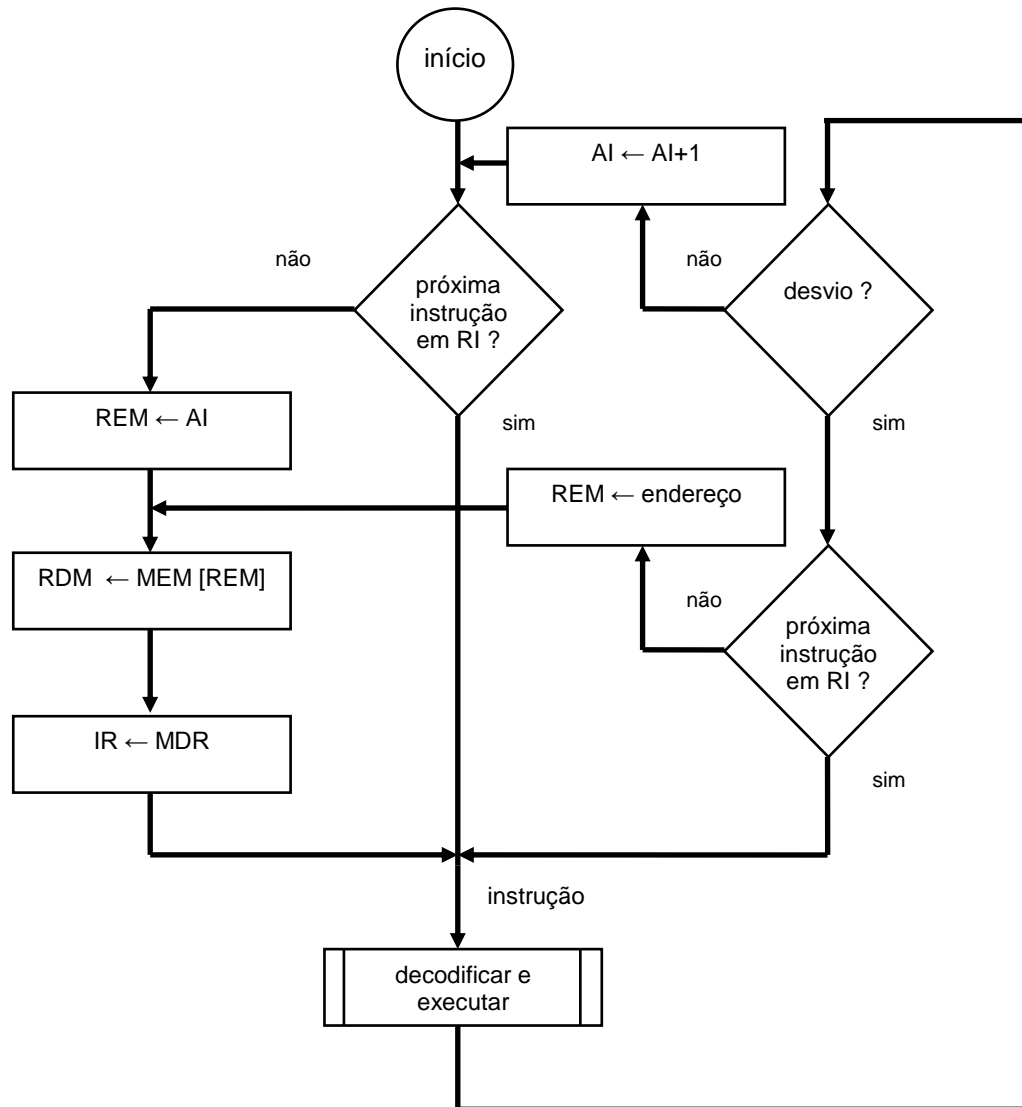 início
AI ← AI+1
não
próxima
instrução
em RI ?
não
desvio ?
REM ← AI
sim
sim
REM ← endereço
RDM ← MEM [REM]
não
próxima
instrução
em RI ?
IR ← MDR
sim
instrução
decodificar e
executar